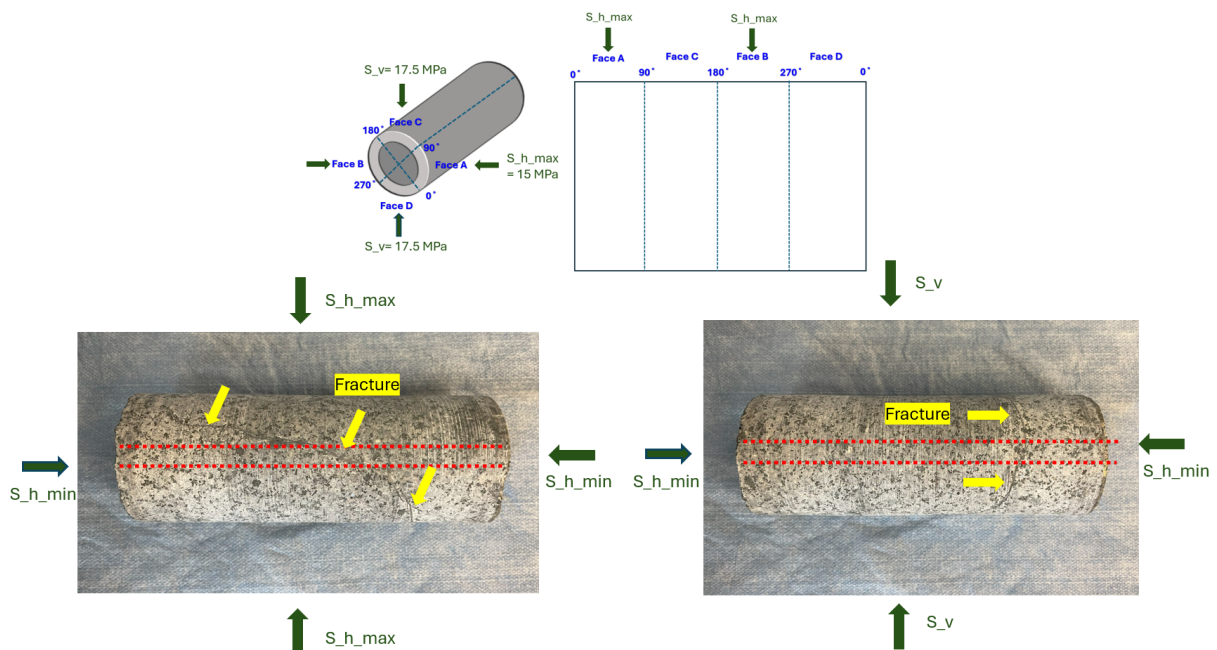 S_h_max
S_h_max
Face A
Face C
Face B
Face D
0°
90°
180°
270°
0°
S_v= 17.5 MPa
Face C
180°
90°
Face B
Face A
S_h_max
= 15 MPa
270°
0°
Face D
S_v= 17.5 MPa
S_h_max
S_v
Fracture
Fracture
S_h_min
S_h_min
S_h_min
S_h_min
S_h_max
S_v